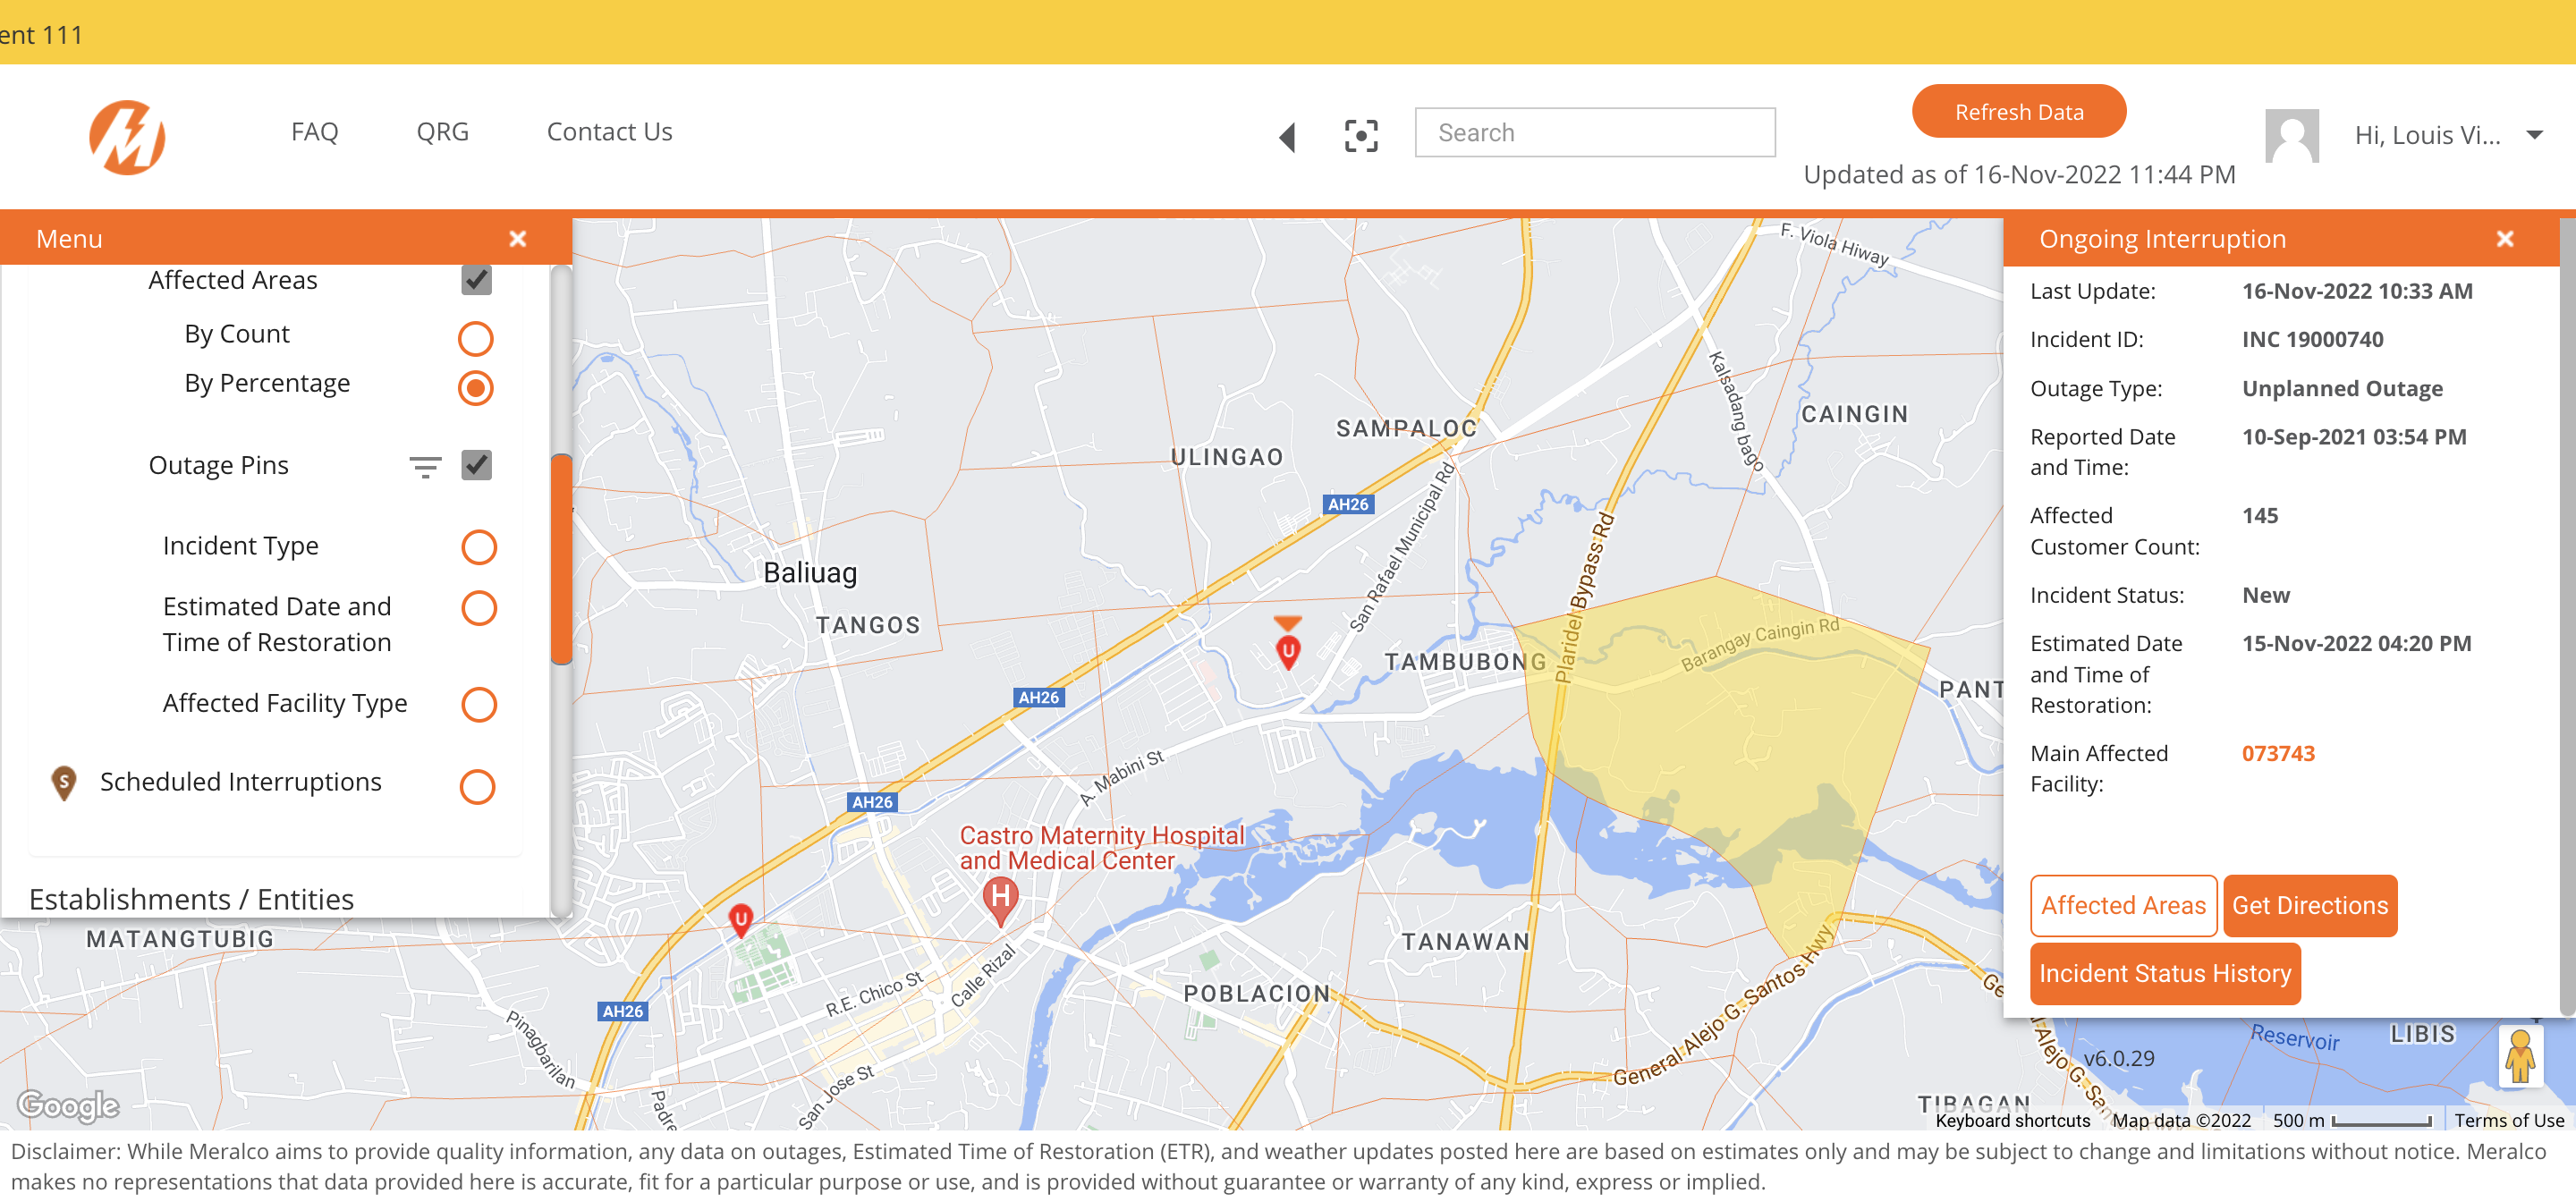 ent 111
FAQ
QRG
Contact Us
Search
Refresh Data
Updated as of 16-Nov-2022 11:44 PM
Hi, Louis Vi...
Menu
Affected Areas
By Count
By Percentage
Outage Pins
Incident Type
Estimated Date and
Time of Restoration
Affected Facility Type
S
Scheduled Interruptions
Establishments / Entities
F. Viola Hiway
Kalsadang bago
CAINGIN
SAMPALOC
ULINGAO
AH26
San Rafael Municipal Rd
Plaridel Bypass Rd
Baliuag
TANGOS
U
TAMBUBONG
Barangay Caingin Rd
PANT
AH26
A. Mabini St
AH26
Castro Maternity Hospital
and Medical Center
H
U
MATANGTUBIG
TANAWAN
R.E. Chico St
Calle Rizal
POBLACION
General Alejo G. Santos Hwy
Ge
AH26
Pinagbarilan
Padre
San Jose St
l Alejo G. San
v6.0.29
Reservoir
LIBIS
TIBAGAN
Google
Keyboard shortcuts
Map data ©2022
500 m
Terms of Use
Ongoing Interruption
Last Update: 16-Nov-2022 10:33 AM
Incident ID: INC 19000740
Outage Type: Unplanned Outage
Reported Date 10-Sep-2021 03:54 PM
and Time:
Affected 145
Customer Count:
Incident Status: New
Estimated Date 15-Nov-2022 04:20 PM
and Time of
Restoration:
Main Affected 073743
Facility:
Affected Areas
Get Directions
Incident Status History
Disclaimer: While Meralco aims to provide quality information, any data on outages, Estimated Time of Restoration (ETR), and weather updates posted here are based on estimates only and may be subject to change and limitations without notice. Meralco
makes no representations that data provided here is accurate, fit for a particular purpose or use, and is provided without guarantee or warranty of any kind, express or implied.